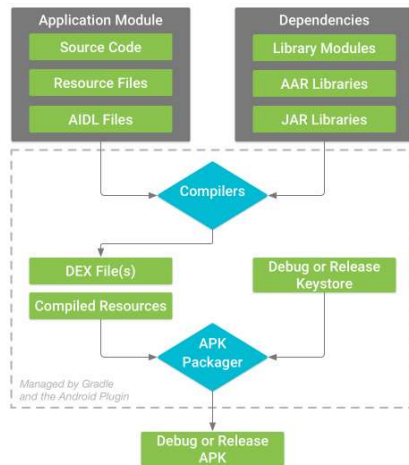 Application Module
Source Code
Resource Files
AIDL Files
Dependencies
Library Modules
AAR Libraries
JAR Libraries
Compilers
DEX File(s)
Compiled Resources
Debug or Release
Keystore
APK
Packager
Managed by Gradle
and the Android Plugin
Debug or Release
APK